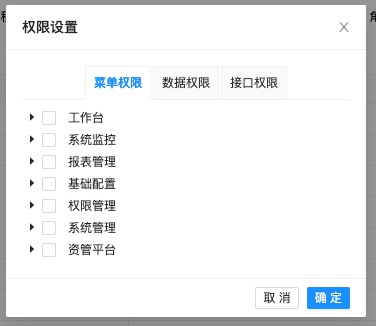 权限设置
菜单权限 数据权限 接口权限
工作台
系统监控
报表管理
基础配置
权限管理
系统管理
资管平台
取 消 确 定